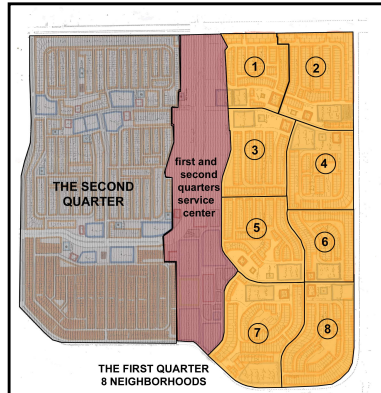 1
2
3
4
first and
second
quarters
service
center
THE SECOND
QUARTER
5
6
7
8
THE FIRST QUARTER
8 NEIGHBORHOODS